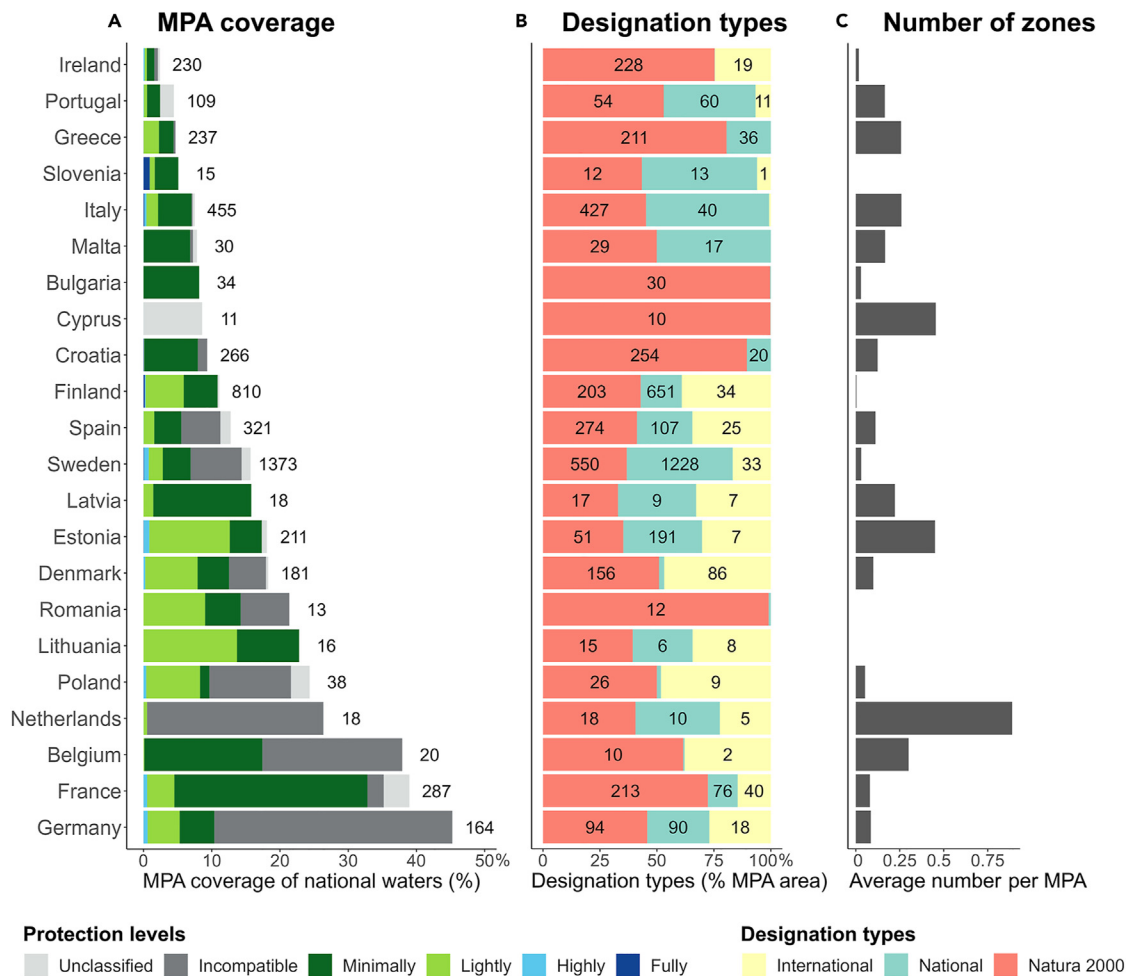 A MPA coverage B Designation types C Number of zones
Ireland 230 228 19
Portugal 109 54 60 11
Greece 237 211 36
Slovenia 15 12 13 1
Italy 455 427 40
Malta 30 29 17
Bulgaria 34 30
Cyprus 11 10
Croatia 266 254 20
Finland 810 203 651 34
Spain 321 274 107 25
Sweden 1373 550 1228 33
Latvia 18 17 9 7
Estonia 211 51 191 7
Denmark 181 156 86
Romania 13 12
Lithuania 16 15 6 8
Poland 38 26 9
Netherlands 18 18 10 5
Belgium 20 10 2
France 287 213 76 40
Germany 164 94 90 18
0 10 20 30 40 50% 0 25 50 75 100% 0 0.25 0.5 0.75
MPA coverage of national waters (%) Designation types (% MPA area) Average number per MPA
Protection levels Designation types
Unclassified Incompatible Minimally Lightly Highly Fully International National Natura 2000